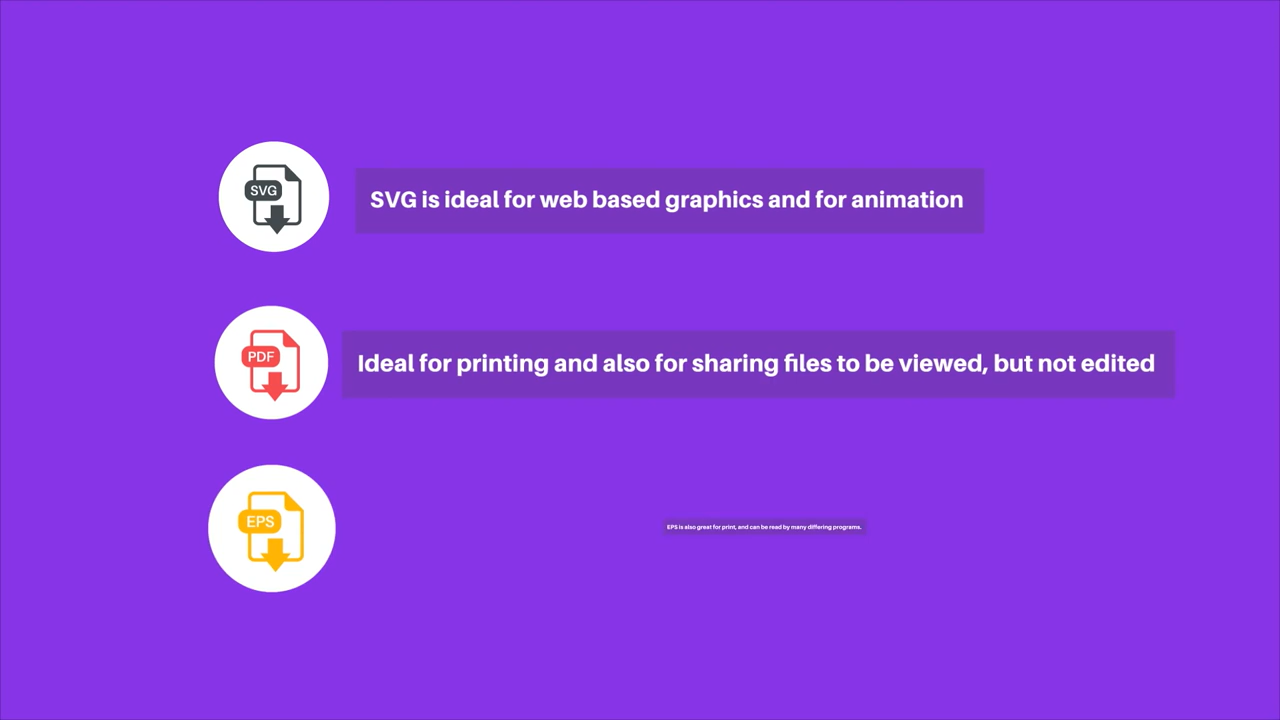 SVG
SVG is ideal for web based graphics and for animation
PDF
Ideal for printing and also for sharing files to be viewed, but not edited
EPS
EPS is also great for print, and can be read by many differing programs.